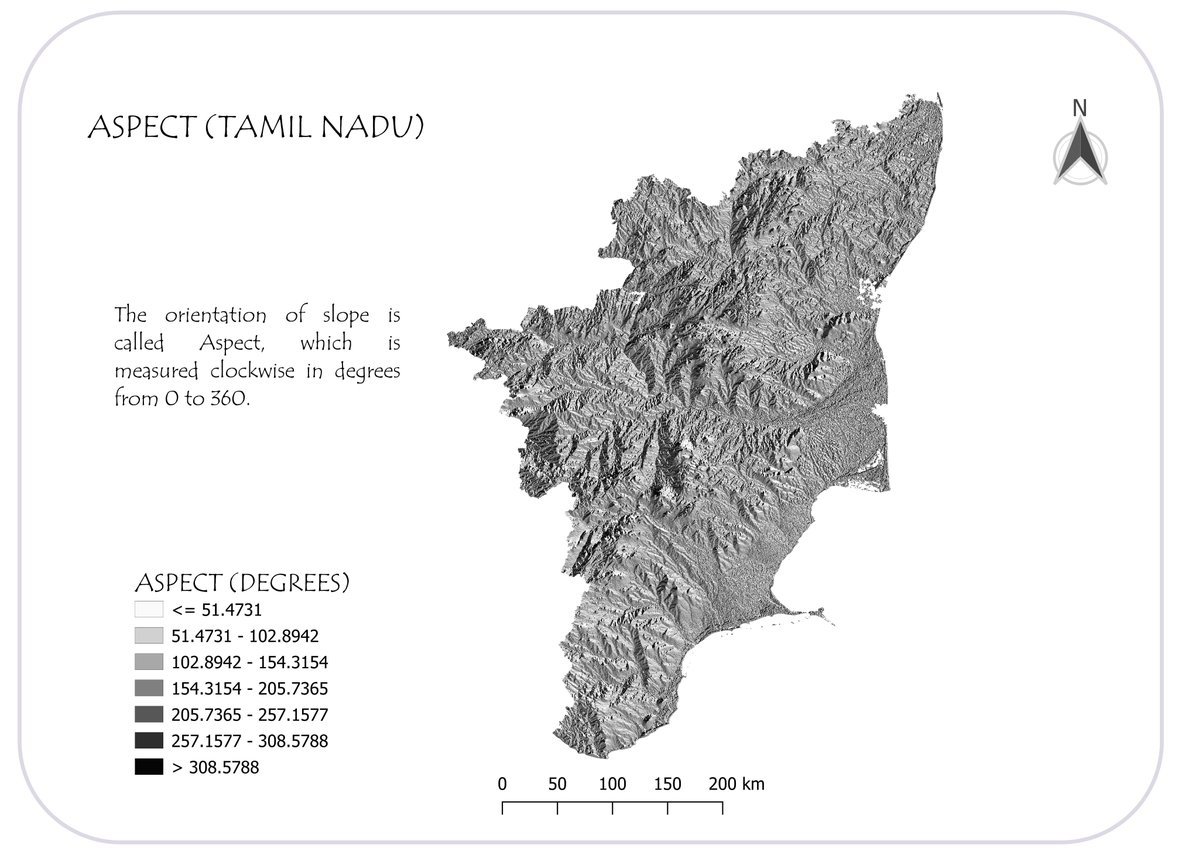 N
ASPECT (TAMIL NADU)
The orientation of slope is
called Aspect, which is
measured clockwise in degrees
from 0 to 360.
ASPECT (DEGREES)
<= 51.4731
51.4731 - 102.8942
102.8942 - 154.3154
154.3154 - 205.7365
205.7365 - 257.1577
257.1577 - 308.5788
> 308.5788
0 50 100 150 200 km